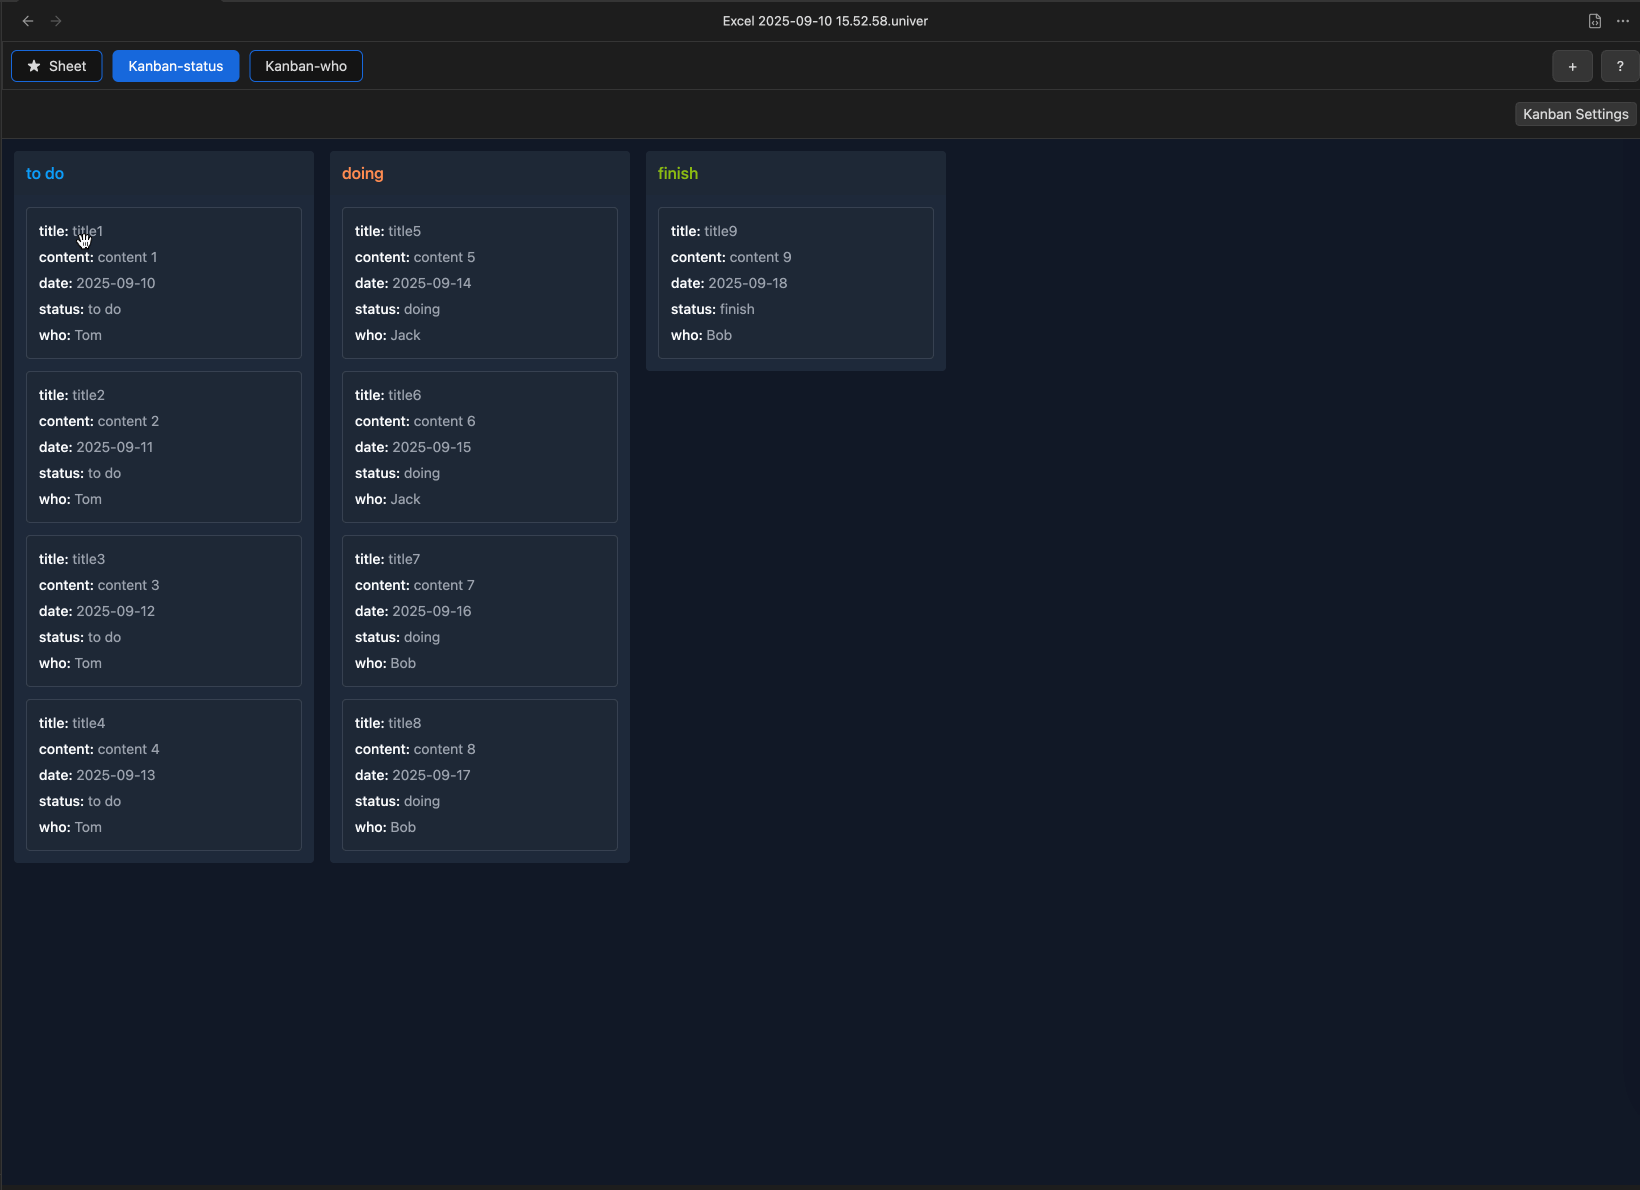 Excel 2025-09-10 15.52.58.univer
Sheet
Kanban-status
Kanban-who
+
?
Kanban Settings
to do
title: title1
content: content 1
date: 2025-09-10
status: to do
who: Tom
title: title2
content: content 2
date: 2025-09-11
status: to do
who: Tom
title: title3
content: content 3
date: 2025-09-12
status: to do
who: Tom
title: title4
content: content 4
date: 2025-09-13
status: to do
who: Tom
doing
title: title5
content: content 5
date: 2025-09-14
status: doing
who: Jack
title: title6
content: content 6
date: 2025-09-15
status: doing
who: Jack
title: title7
content: content 7
date: 2025-09-16
status: doing
who: Bob
title: title8
content: content 8
date: 2025-09-17
status: doing
who: Bob
finish
title: title9
content: content 9
date: 2025-09-18
status: finish
who: Bob